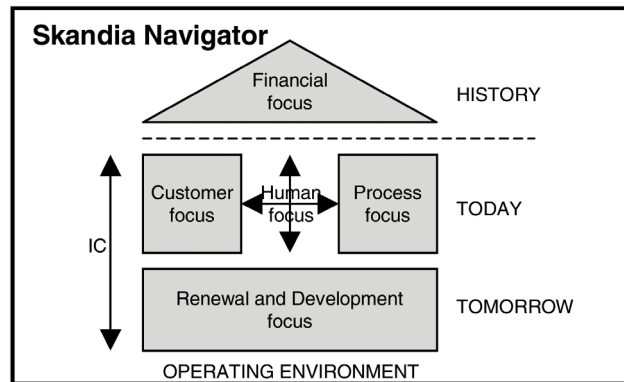 Skandia Navigator
Financial
focus
HISTORY
Customer
focus
Human
focus
Process
focus
TODAY
IC
Renewal and Development
focus
TOMORROW
OPERATING ENVIRONMENT